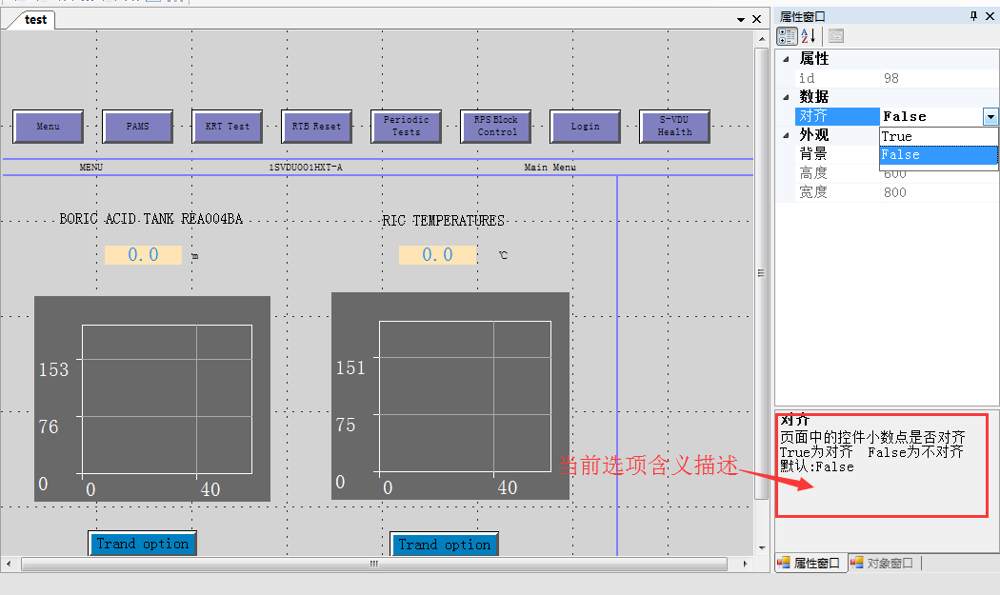 test
Menu
PAMS
KRT Test
RTB Reset
Periodic
Tests
RPS Block
Control
Login
S-VDU
Health
MENU
1SVDU001HXT-A
Main Menu
BORIC ACID TANK REA004BA
RIC TEMPERATURES
0.0
m
0.0
℃
153
76
0
0
40
151
75
0
0
40
Trand option
Trand option
当前选项含义描述
属性窗口
属性
id 98
数据
对齐 False
True
False
外观
背景
高度 600
宽度 800
对齐
页面中的控件小数点是否对齐
True为对齐 False为不对齐
默认:False
属性窗口
对象窗口